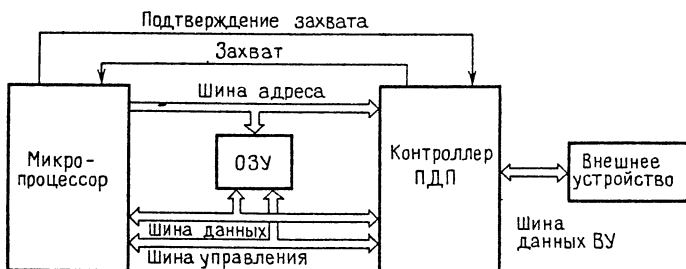 Подтверждение захвата
Захват
Шина адреса
Микро-
процессор
ОЗУ
Контроллер
ПДП
Внешнее
устройство
Шина данных
Шина управления
Шина
данных ВУ